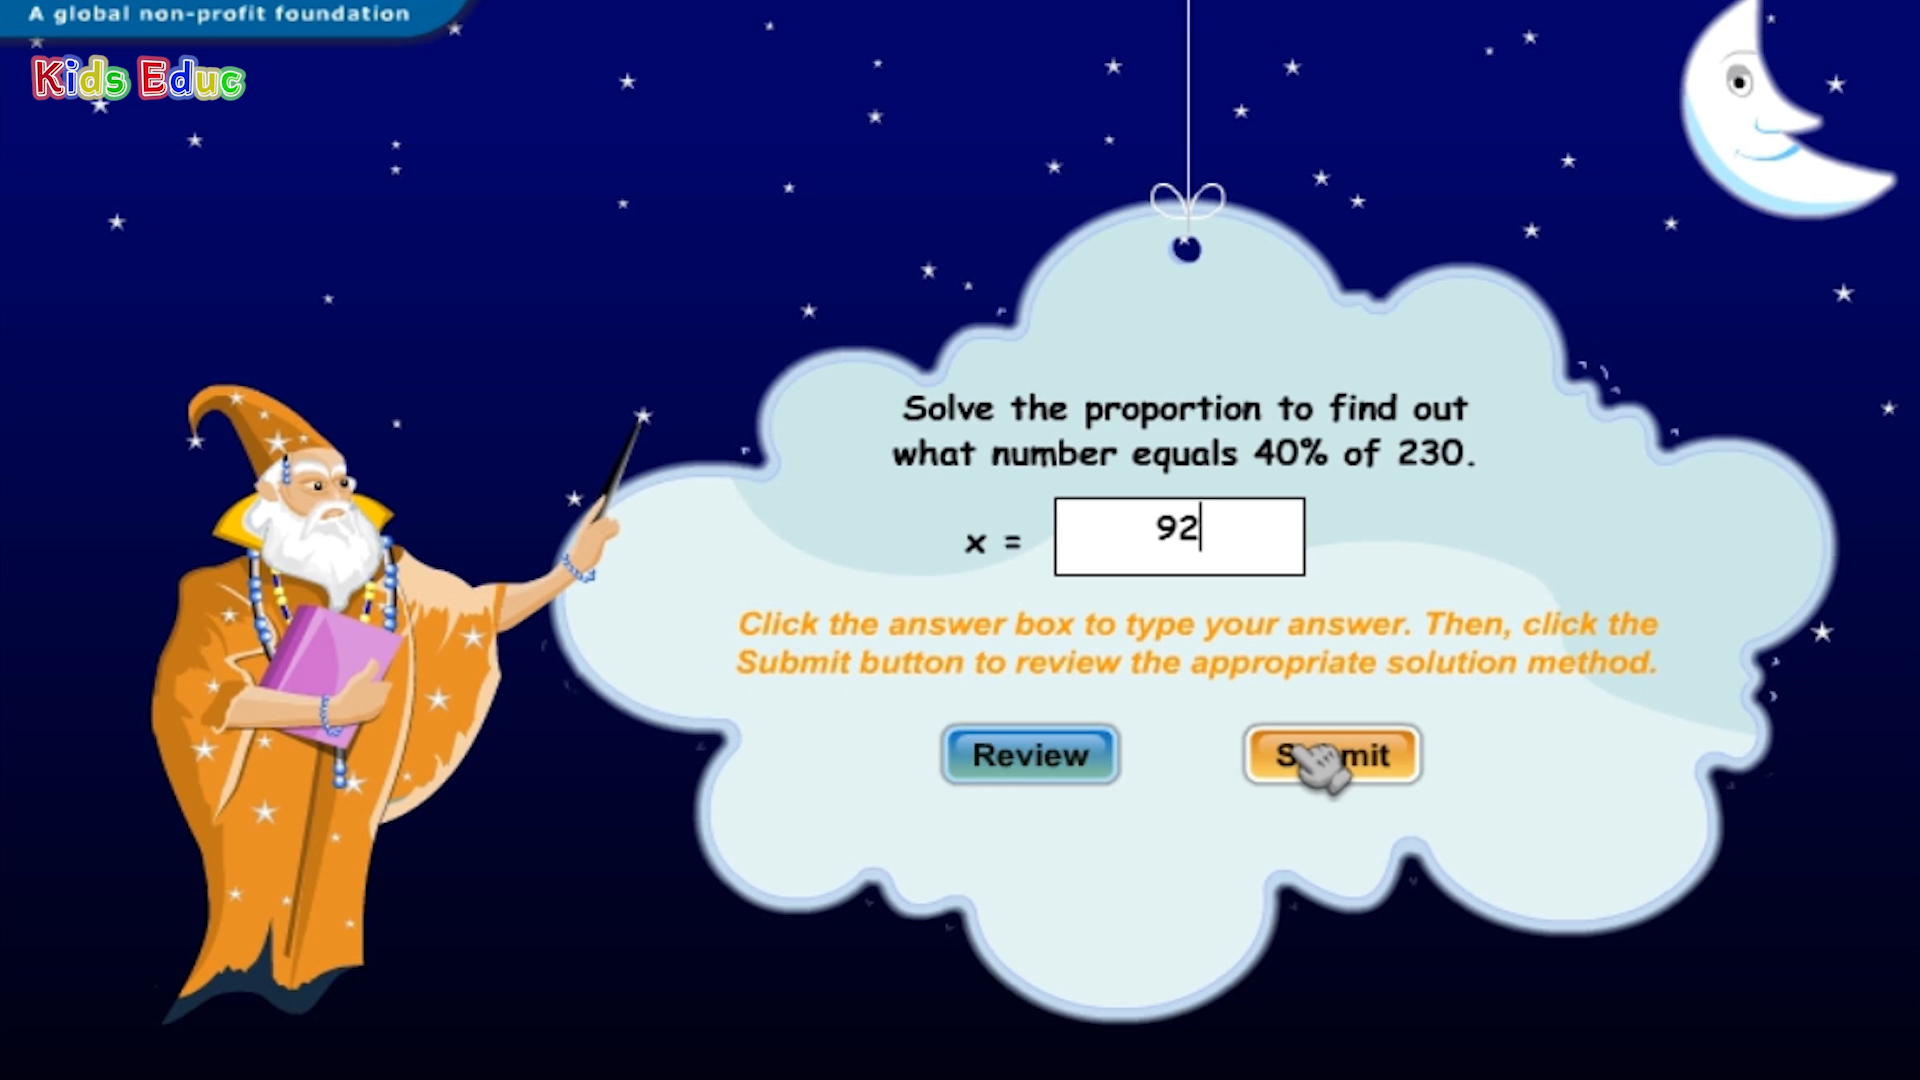 A global non-profit foundation
Kids Educ
Solve the proportion to find out
what number equals 40% of 230.
x = 92
Click the answer box to type your answer. Then, click the
Submit button to review the appropriate solution method.
Review